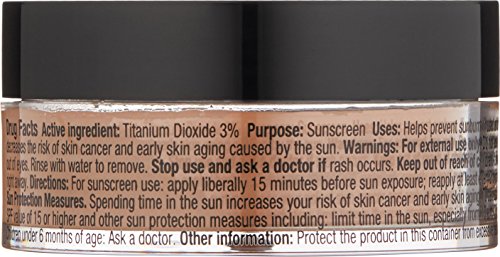 Drug Facts Active ingredient: Titanium Dioxide 3% Purpose: Sunscreen Uses: Helps prevent sunburn
decreases the risk of skin cancer and early skin aging caused by the sun. Warnings: For external use only
out of eyes. Rinse with water to remove. Stop use and ask a doctor if rash occurs. Keep out of reach of
right away. Directions: For sunscreen use: apply liberally 15 minutes before sun exposure; reapply at least
Sun Protection Measures. Spending time in the sun increases your risk of skin cancer and early skin aging
SPF value of 15 or higher and other sun protection measures including: limit time in the sun, especially from
under 6 months of age: Ask a doctor. Other information: Protect the product in this container from